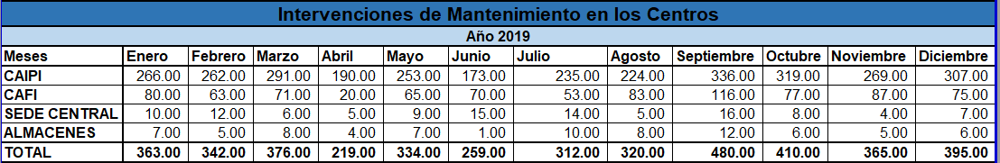 Intervenciones de Mantenimiento en los Centros
Año 2019
Meses Enero Febrero Marzo Abril Mayo Junio Julio Agosto Septiembre Octubre Noviembre Diciembre
CAIPI 266.00 262.00 291.00 190.00 253.00 173.00 235.00 224.00 336.00 319.00 269.00 307.00
CAFI 80.00 63.00 71.00 20.00 65.00 70.00 53.00 83.00 116.00 77.00 87.00 75.00
SEDE CENTRAL 10.00 12.00 6.00 5.00 9.00 15.00 14.00 5.00 16.00 8.00 4.00 7.00
ALMACENES 7.00 5.00 8.00 4.00 7.00 1.00 10.00 8.00 12.00 6.00 5.00 6.00
TOTAL 363.00 342.00 376.00 219.00 334.00 259.00 312.00 320.00 480.00 410.00 365.00 395.00